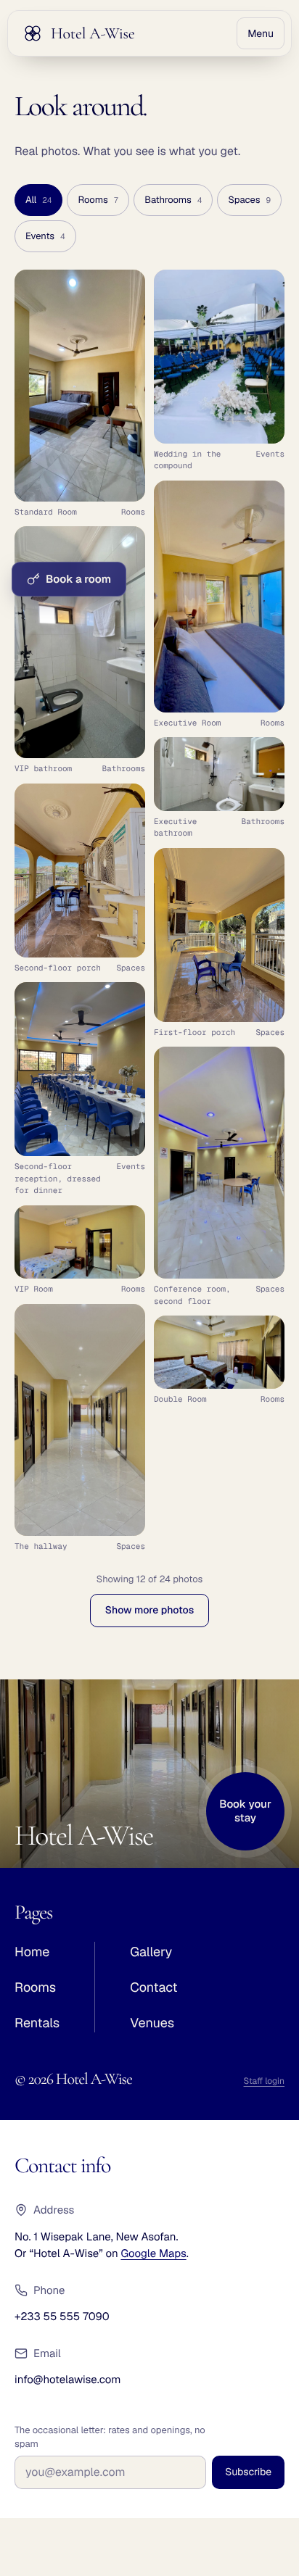 Hotel A-Wise
Menu
Look around.
Real photos. What you see is what you get.
All 24
Rooms 7
Bathrooms 4
Spaces 9
Events 4
Standard Room Rooms
Wedding in the
compound
Events
Book a room
VIP bathroom Bathrooms
Executive Room Rooms
Executive
bathroom
Bathrooms
Second-floor porch Spaces
First-floor porch Spaces
Second-floor
reception, dressed
for dinner
Events
VIP Room Rooms
Conference room,
second floor
Spaces
Double Room Rooms
The hallway Spaces
Showing 12 of 24 photos
Show more photos
Hotel A-Wise
Book your
stay
Pages
Home
Rooms
Rentals
Gallery
Contact
Venues
© 2026 Hotel A-Wise
Staff login
Contact info
Address
No. 1 Wisepak Lane, New Asofan.
Or “Hotel A-Wise” on Google Maps.
Phone
+233 55 555 7090
Email
info@hotelawise.com
The occasional letter: rates and openings, no
spam
you@example.com
Subscribe